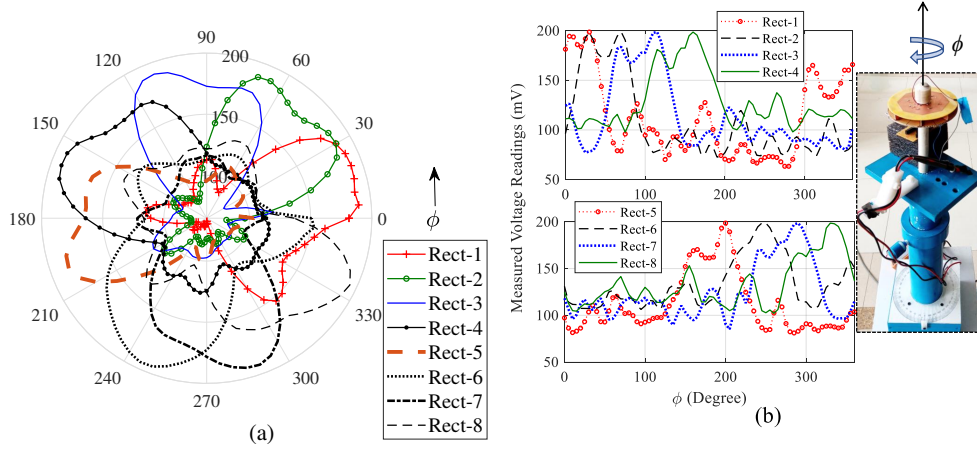 90
200
120
60
150
150
30
100
180
0
ϕ
210
330
240
300
270
Rect-1
Rect-2
Rect-3
Rect-4
Rect-5
Rect-6
Rect-7
Rect-8
(a)
Measured Voltage Readings (mV)
200
150
100
50
0
100
200
300
Rect-1
Rect-2
Rect-3
Rect-4
200
150
100
50
0
100
200
300
Rect-5
Rect-6
Rect-7
Rect-8
ϕ (Degree)
(b)
ϕ